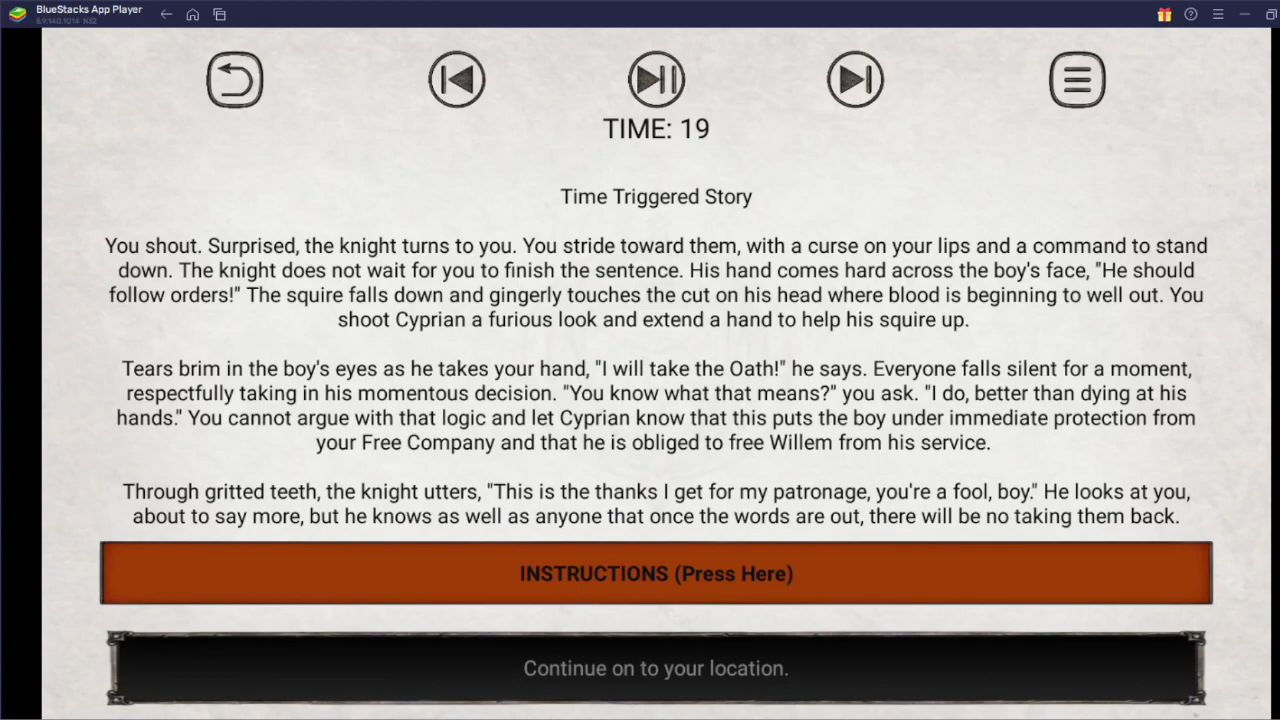 BlueStacks App Player
5.9.140.1014 N32
TIME: 19
Time Triggered Story
You shout. Surprised, the knight turns to you. You stride toward them, with a curse on your lips and a command to stand
down. The knight does not wait for you to finish the sentence. His hand comes hard across the boy's face, "He should
follow orders!" The squire falls down and gingerly touches the cut on his head where blood is beginning to well out. You
shoot Cyprian a furious look and extend a hand to help his squire up.
Tears brim in the boy's eyes as he takes your hand, "I will take the Oath!" he says. Everyone falls silent for a moment,
respectfully taking in his momentous decision. "You know what that means?" you ask. "I do, better than dying at his
hands." You cannot argue with that logic and let Cyprian know that this puts the boy under immediate protection from
your Free Company and that he is obliged to free Willem from his service.
Through gritted teeth, the knight utters, "This is the thanks I get for my patronage, you're a fool, boy." He looks at you,
about to say more, but he knows as well as anyone that once the words are out, there will be no taking them back.
INSTRUCTIONS (Press Here)
Continue on to your location.